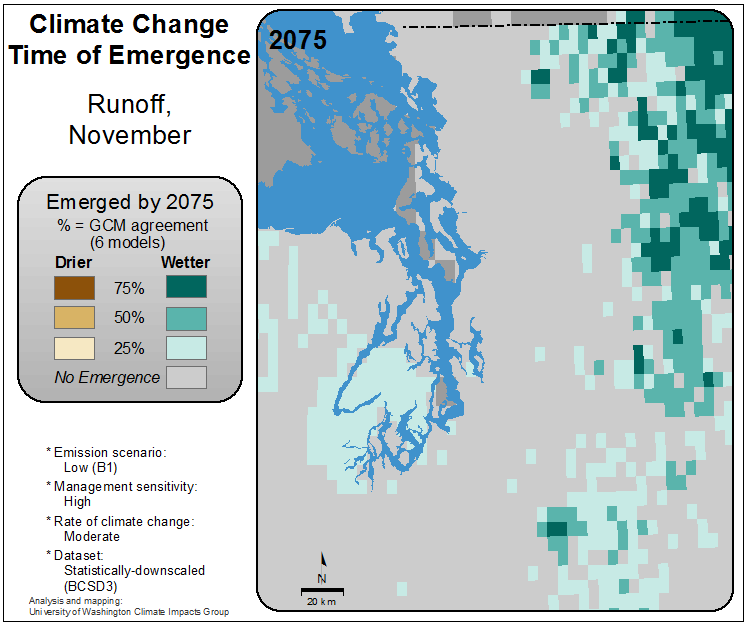 Climate Change
Time of Emergence
Runoff,
November
Emerged by 2075
% = GCM agreement
(6 models)
Drier Wetter
75%
50%
25%
No Emergence
* Emission scenario:
Low (B1)
* Management sensitivity:
High
* Rate of climate change:
Moderate
* Dataset:
Statistically-downscaled
(BCSD3)
Analysis and mapping:
University of Washington Climate Impacts Group
2075
N
20 km